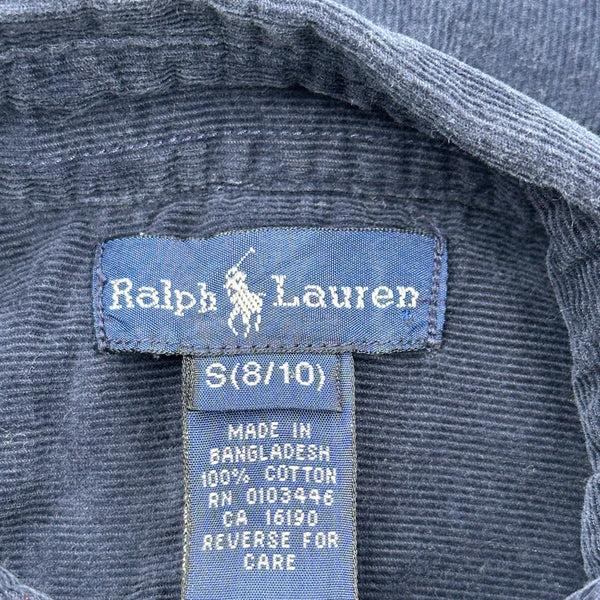 Ralph Lauren
S(8/10)
MADE IN
BANGLADESH
100% COTTON
RN 0103446
CA 16190
REVERSE FOR
CARE